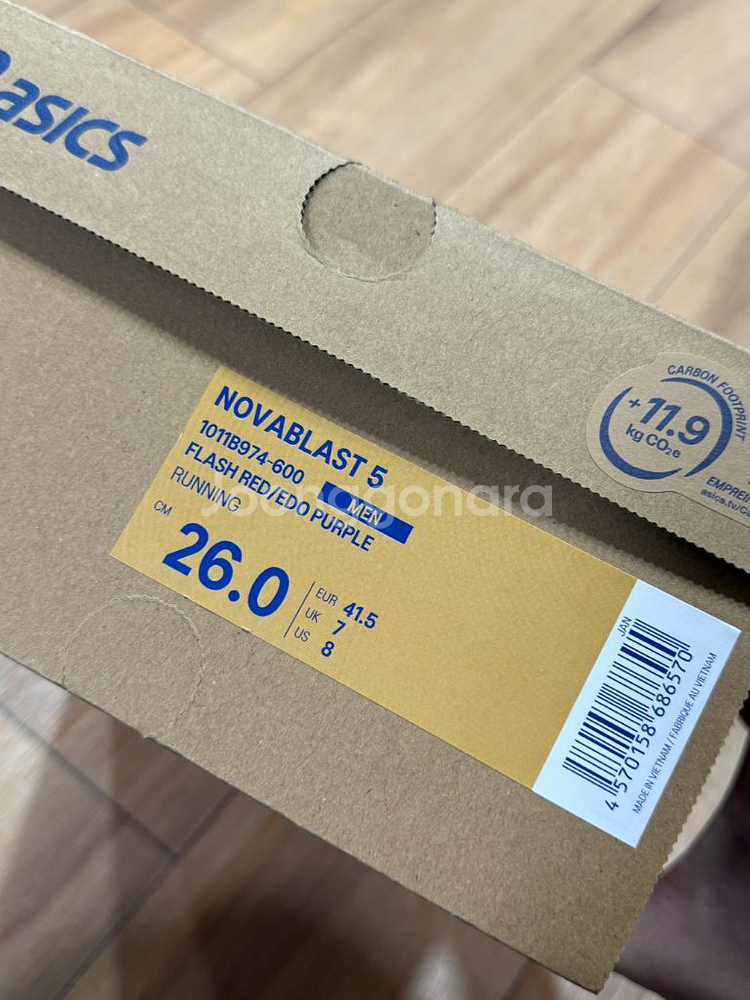 asics
CARBON FOOTPRINT
+11.9
kg CO₂e
asics.tv/
NOVABLAST 5
1011B974-600
FLASH RED/EDO PURPLE
RUNNING
MEN
CM
26.0
EUR 41.5
UK 7
US 8
JAN
4 570158 686570
MADE IN VIETNAM / FABRIQUE AU VIETNAM
Joonggonara